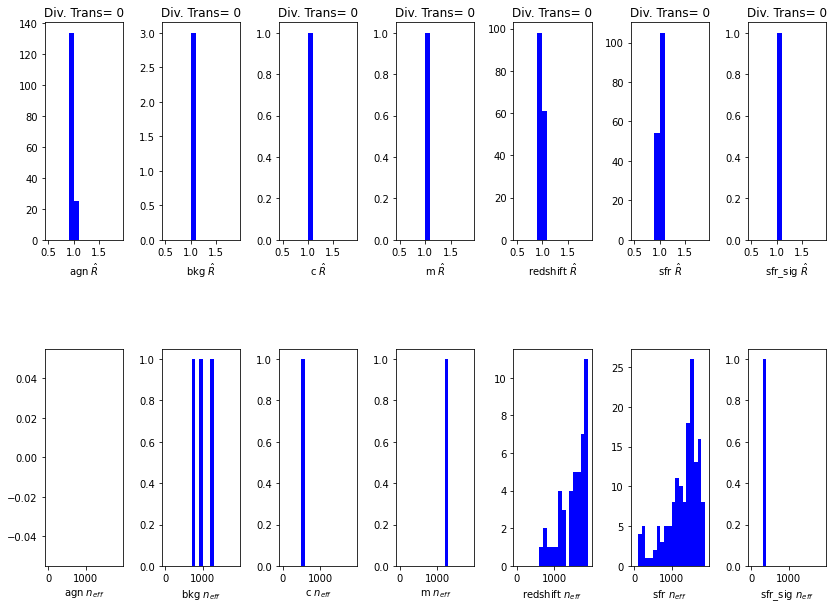 Div. Trans= 0 Div. Trans= 0 Div. Trans= 0 Div. Trans= 0 Div. Trans= 0 Div. Trans= 0 Div. Trans= 0
140 3.0 1.0 1.0 100 100 1.0
120 2.5 0.8 0.8 80 80 0.8
100 2.0 0.6 0.6 60 60 0.6
80 1.5 0.4 0.4 40 40 0.4
60 1.0 0.2 0.2 20 20 0.2
40 0.5 0.0 0.0 0 0 0.0
20 0.0
0
0.5 1.0 1.5 0.5 1.0 1.5 0.5 1.0 1.5 0.5 1.0 1.5 0.5 1.0 1.5 0.5 1.0 1.5 0.5 1.0 1.5
agn R̂ bkg R̂ c R̂ m R̂ redshift R̂ sfr R̂ sfr_sig R̂
0.04 1.0 1.0 1.0 10 25 1.0
0.02 0.8 0.8 0.8 8 20 0.8
0.00 0.6 0.6 0.6 6 15 0.6
−0.02 0.4 0.4 0.4 4 10 0.4
−0.04 0.2 0.2 0.2 2 5 0.2
0.0 0.0 0.0 0 0 0.0
0 1000 0 1000 0 1000 0 1000 0 1000 0 1000 0 1000
agn n_eff bkg n_eff c n_eff m n_eff redshift n_eff sfr n_eff sfr_sig n_eff